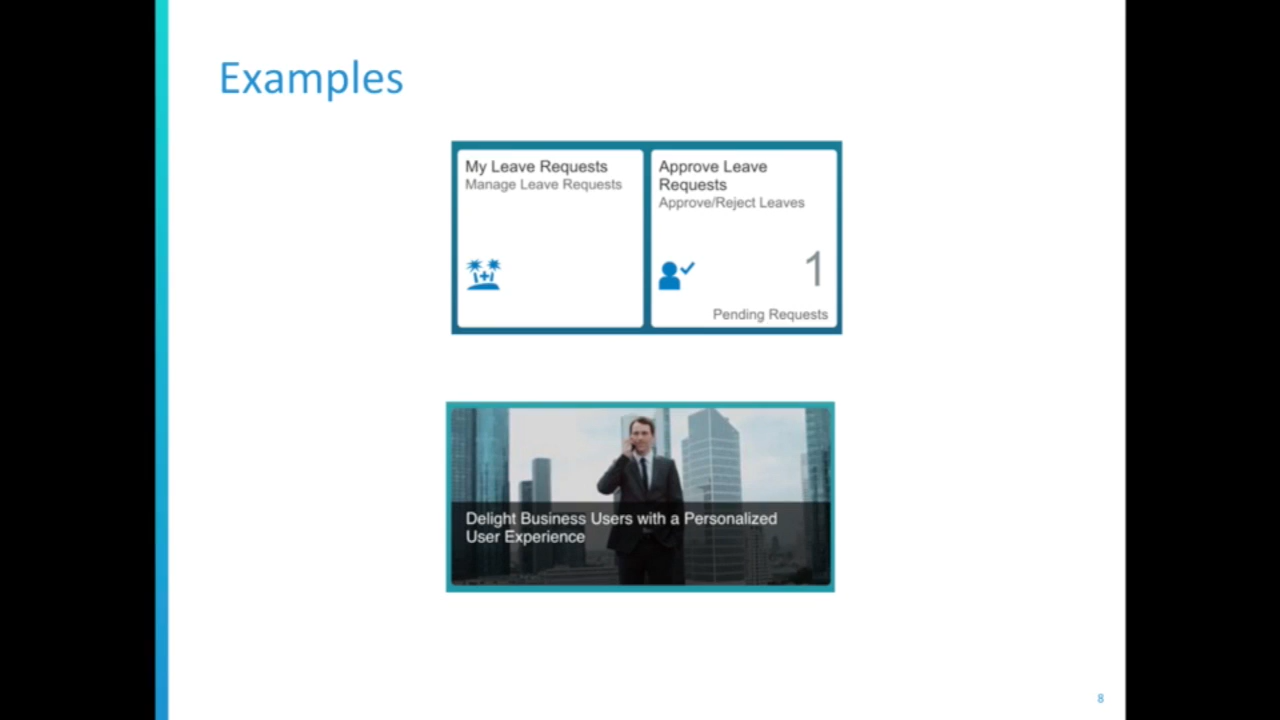 Examples
My Leave Requests
Manage Leave Requests
Approve Leave
Requests
Approve/Reject Leaves
1
Pending Requests
Delight Business Users with a Personalized
User Experience
8